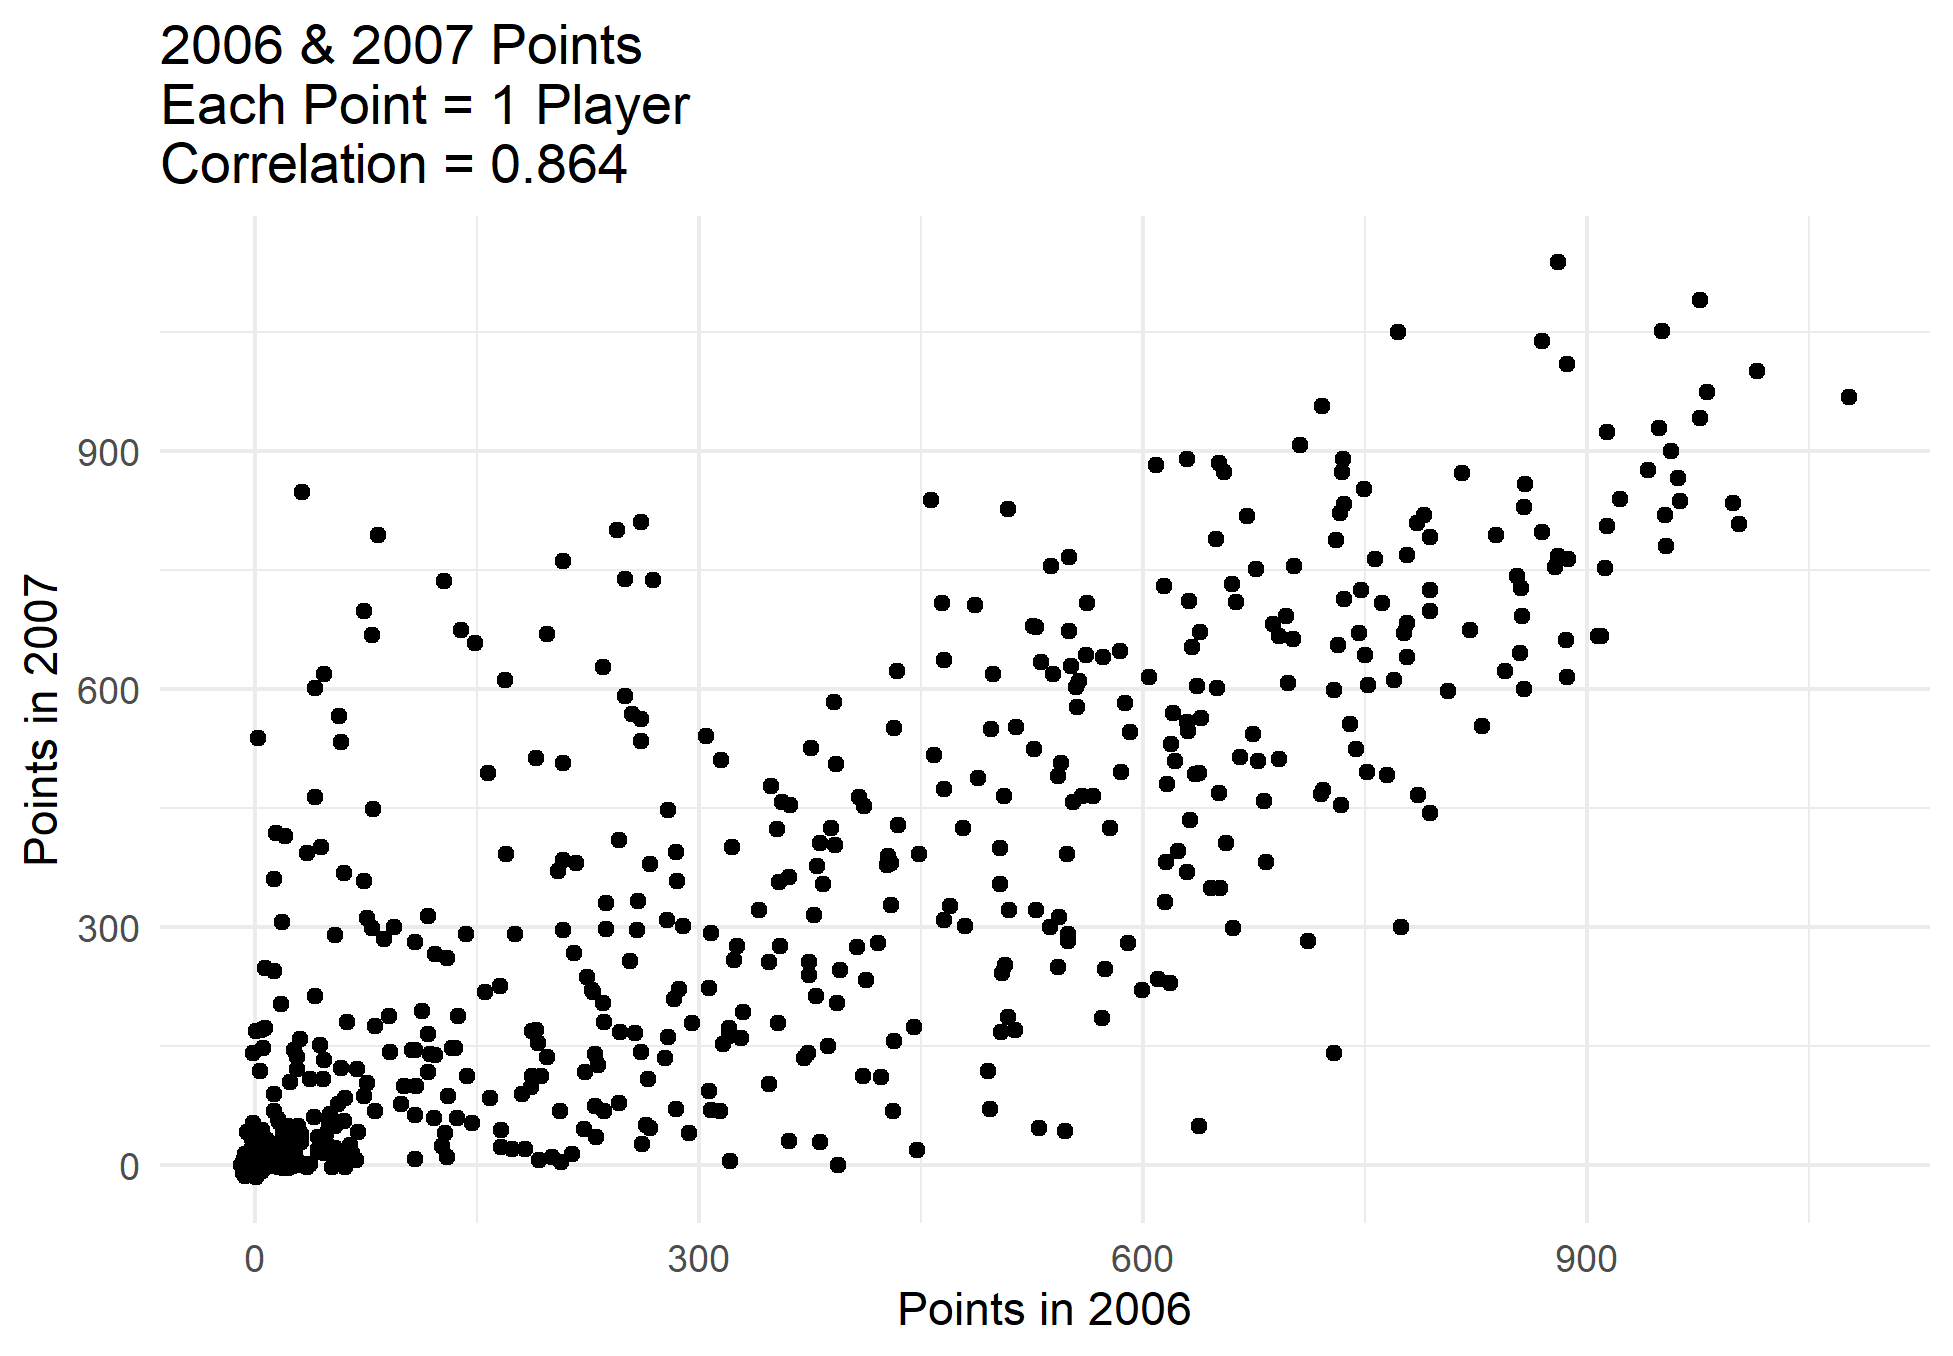 2006 & 2007 Points
Each Point = 1 Player
Correlation = 0.864
Points in 2007
900
600
300
0
0
300
600
900
Points in 2006